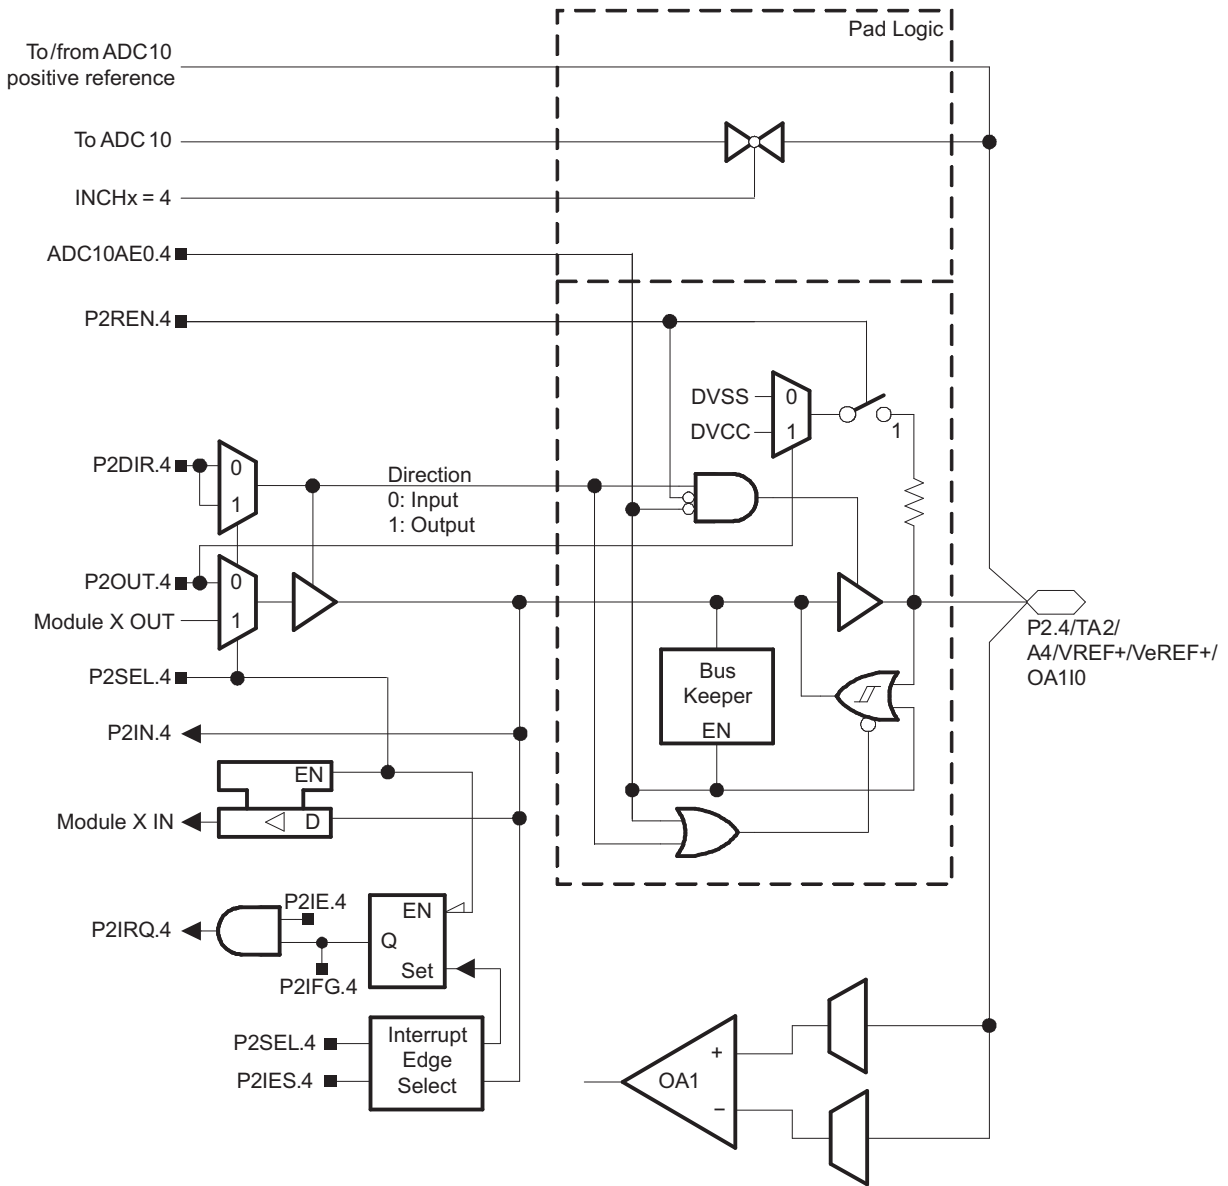 Pad Logic
To/from ADC10
positive reference
To ADC 10
INCHx = 4
ADC10AE0.4
P2REN.4
DVSS
0
DVCC
1
1
P2DIR.4
0
1
Direction
0: Input
1: Output
P2OUT.4
0
Module X OUT
1
P2SEL.4
P2.4/TA2/
A4/VREF+/VeREF+/
OA1I0
Bus
Keeper
EN
P2IN.4
EN
Module X IN
D
P2IE.4
P2IRQ.4
EN
Q
Set
P2IFG.4
P2SEL.4
P2IES.4
Interrupt
Edge
Select
+
OA1
−